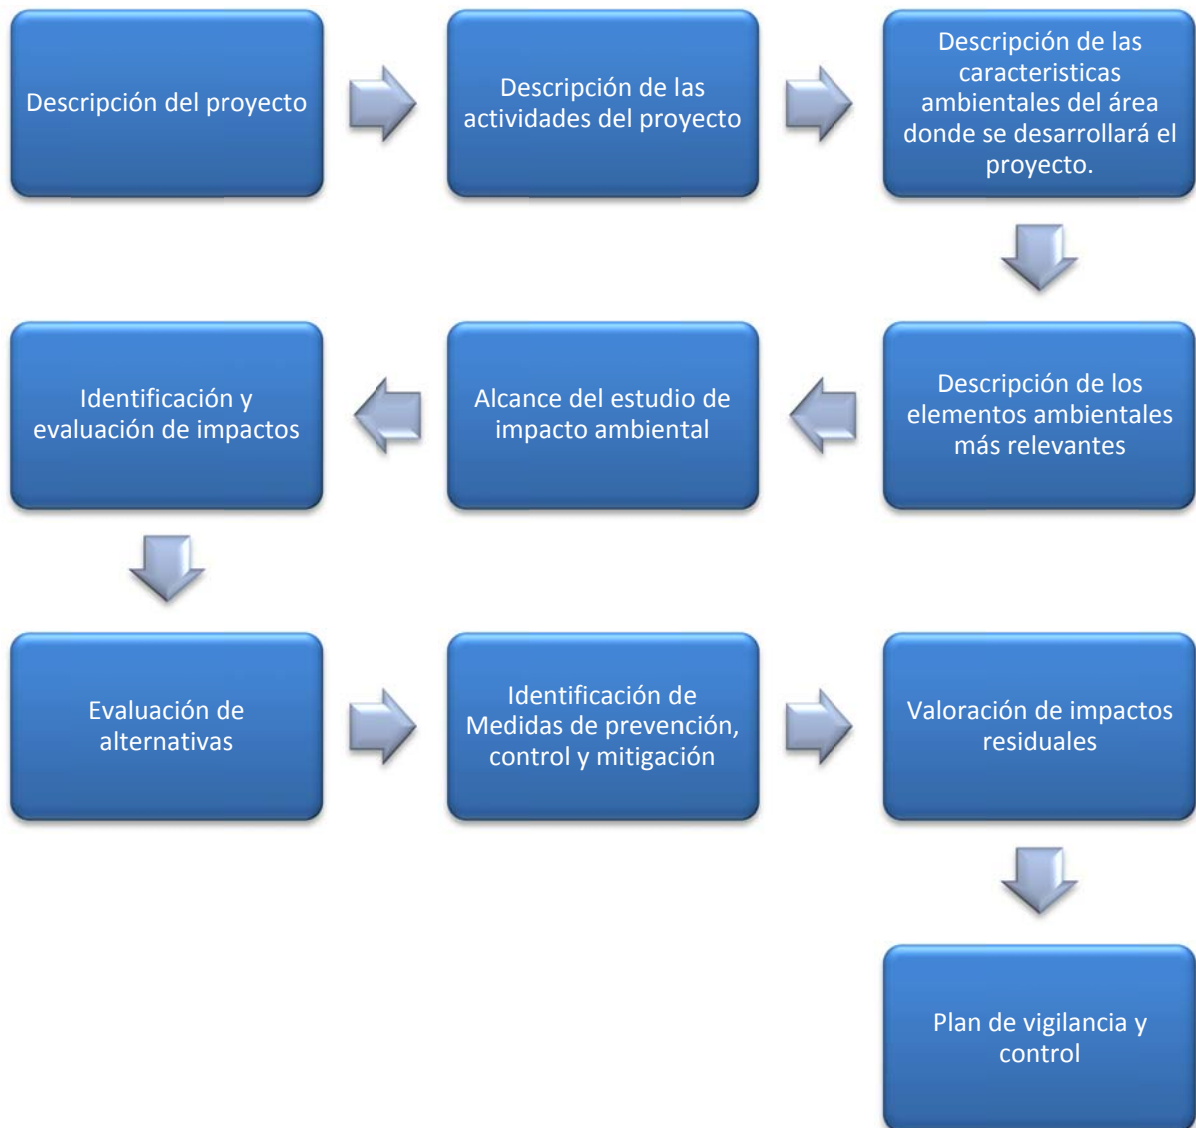 Descripción del proyecto
Descripción de las
actividades del proyecto
Descripción de las
caracteristicas
ambientales del área
donde se desarrollará el
proyecto.
Descripción de los
elementos ambientales
más relevantes
Alcance del estudio de
impacto ambiental
Identificación y
evaluación de impactos
Evaluación de
alternativas
Identificación de
Medidas de prevención,
control y mitigación
Valoración de impactos
residuales
Plan de vigilancia y
control